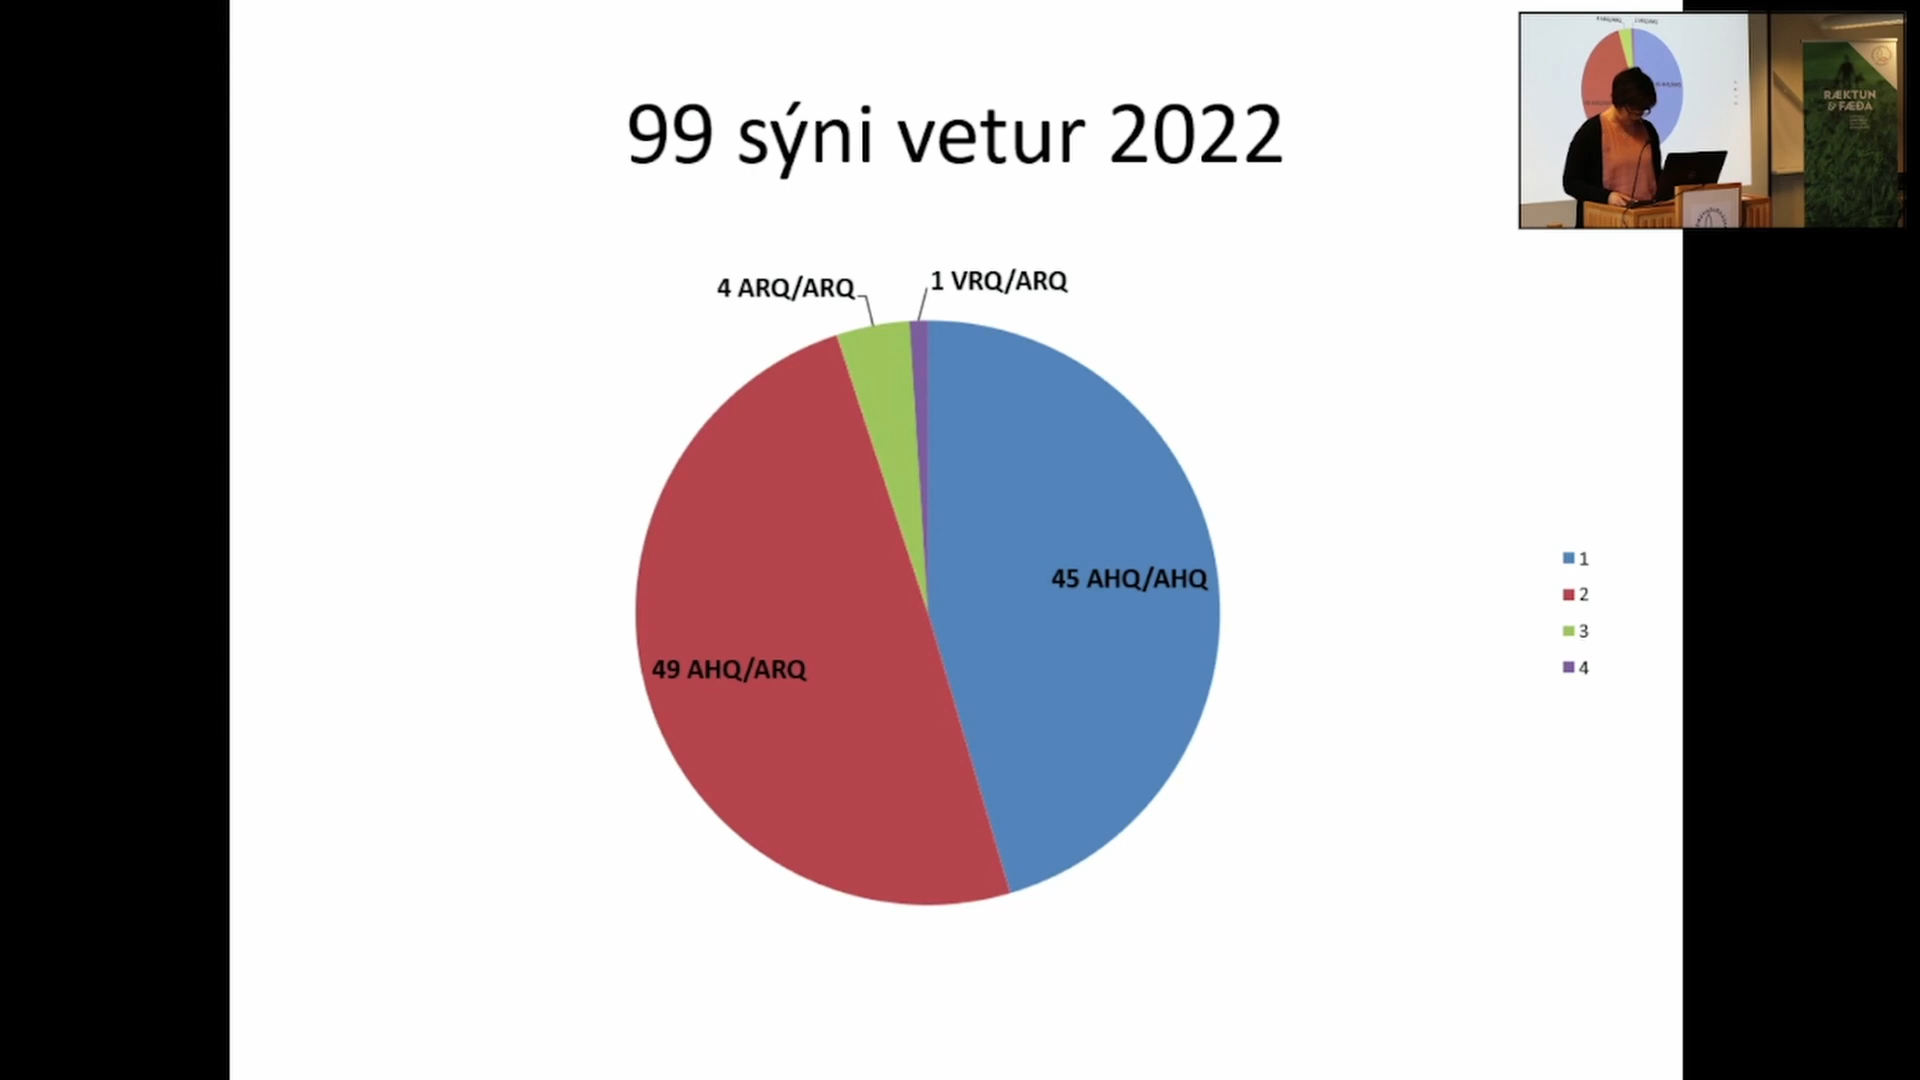 99 sýni vetur 2022
4 ARQ/ARQ
1 VRQ/ARQ
45 AHQ/AHQ
49 AHQ/ARQ
1
2
3
4
RÆKTUN
& FÆÐA